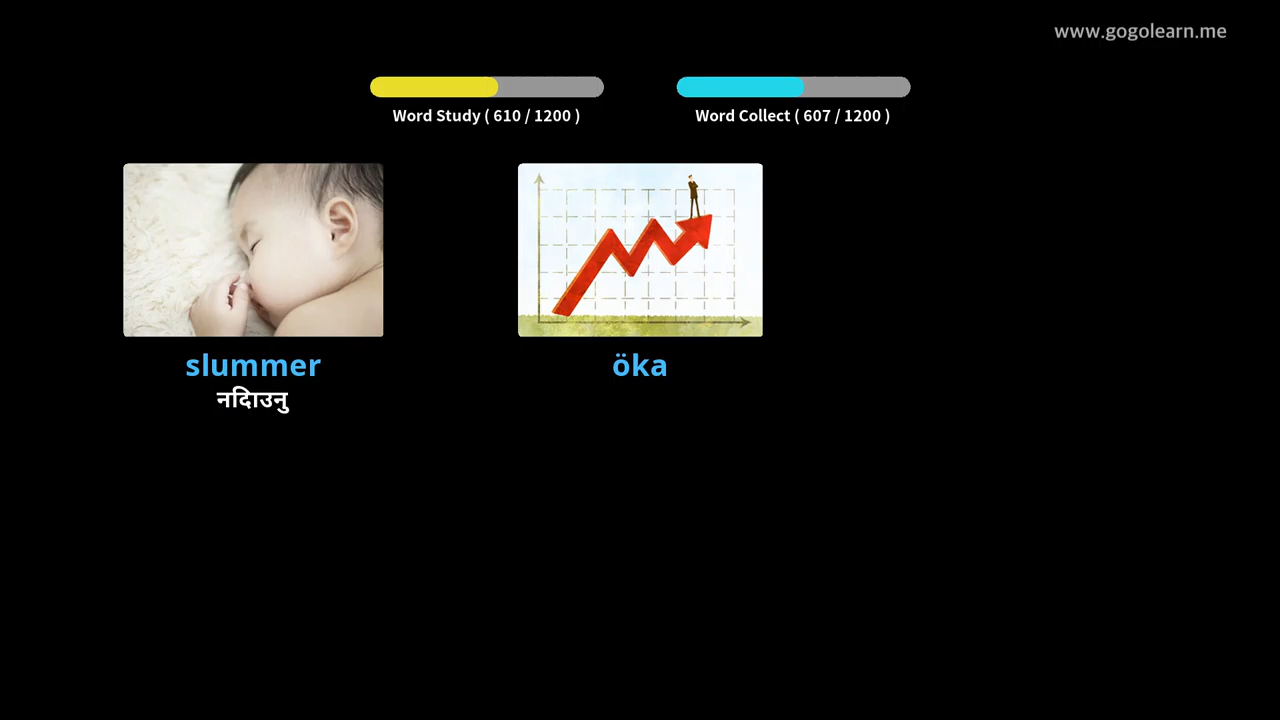 www.gogolearn.me
Word Study ( 610 / 1200 )
Word Collect ( 607 / 1200 )
slummer
öka
नदिाउनु